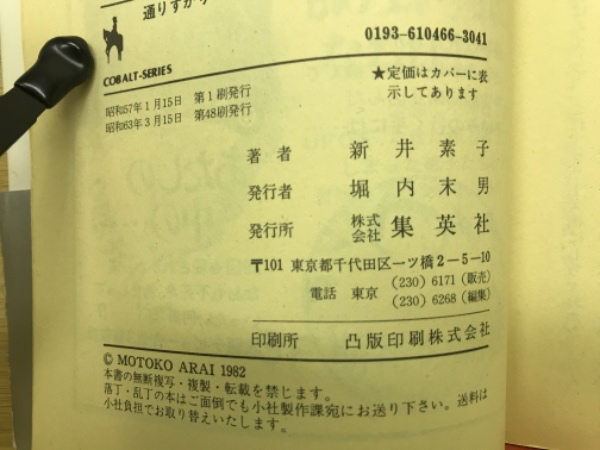 通りすがり
0193-610466-3041
COBALT-SERIES
★定価はカバーに表
示してあります
昭和57年1月15日 第1刷発行
昭和63年3月15日 第48刷発行
著者 新井素子
発行者 堀内末男
発行所 株式会社 集英社
〒101 東京都千代田区一ツ橋2-5-10
電話 東京 (230)6171(販売)
(230)6268(編集)
印刷所 凸版印刷株式会社
© MOTOKO ARAI 1982
本書の無断複写・複製・転載を禁じます。
落丁・乱丁の本はご面倒でも小社製作課宛にお送り下さい。送料は
小社負担でお取り替えいたします。